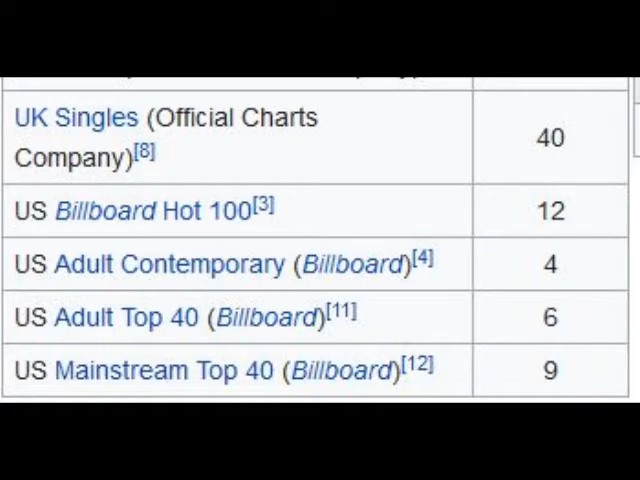 UK Singles (Official Charts
Company)[8] 40
US Billboard Hot 100[3] 12
US Adult Contemporary (Billboard)[4] 4
US Adult Top 40 (Billboard)[11] 6
US Mainstream Top 40 (Billboard)[12] 9